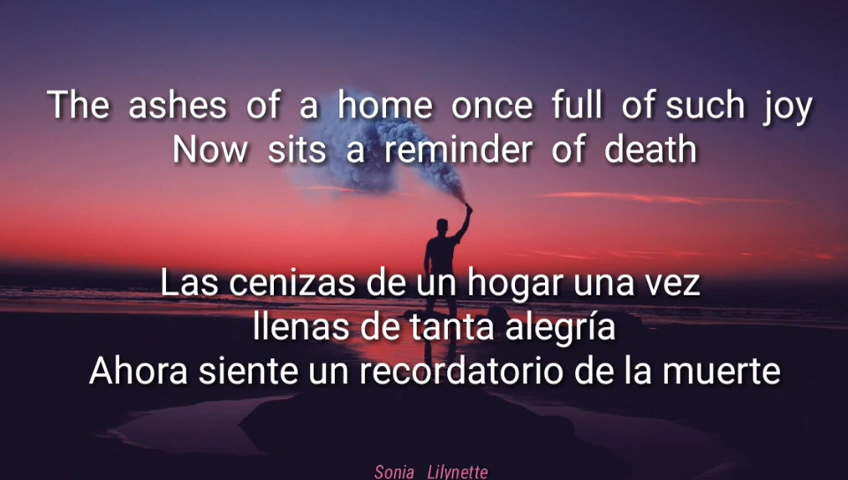 The ashes of a home once full of such joy
Now sits a reminder of death
Las cenizas de un hogar una vez
llenas de tanta alegría
Ahora siente un recordatorio de la muerte
Sonia Lilynette